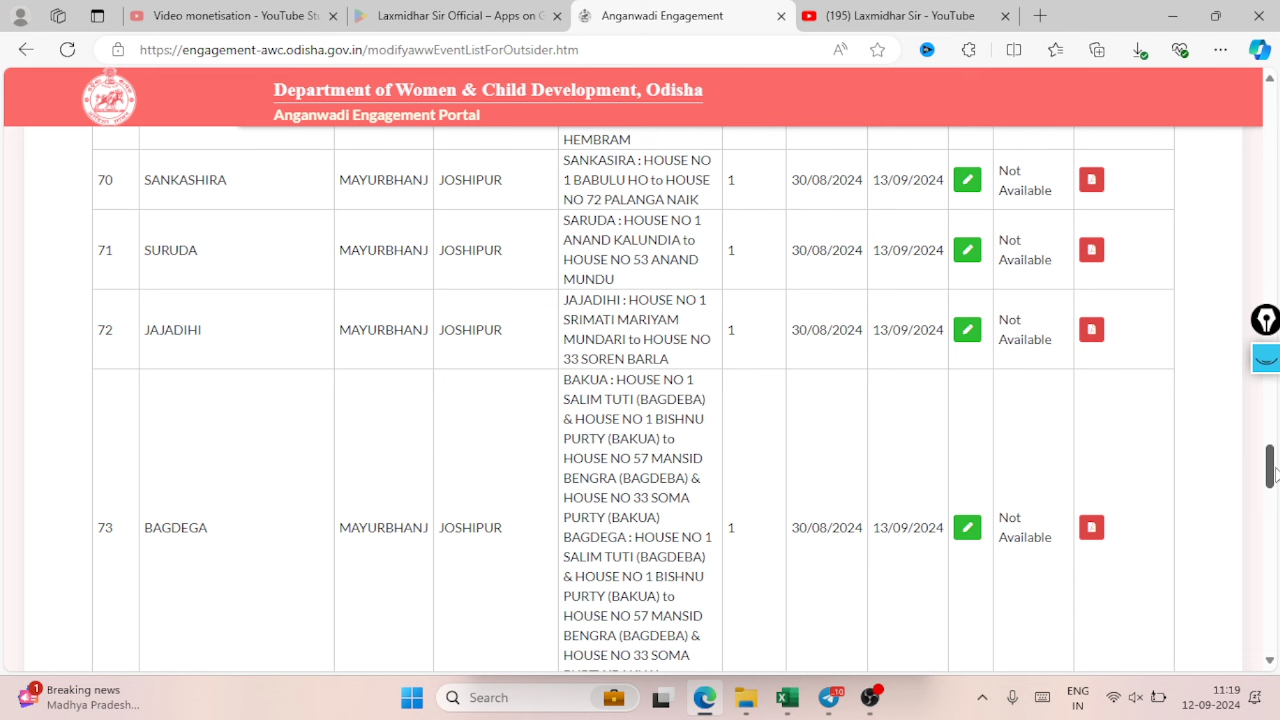 Video monetisation - YouTube Stu
Laxmidhar Sir Official – Apps on G
Anganwadi Engagement
(195) Laxmidhar Sir - YouTube
https://engagement-awc.odisha.gov.in/modifyawwEventListForOutsider.htm
Department of Women & Child Development, Odisha
Anganwadi Engagement Portal
HEMBRAM
70 SANKASHIRA MAYURBHANJ JOSHIPUR
SANKASIRA : HOUSE NO
1 BABULU HO to HOUSE
NO 72 PALANGA NAIK
1 30/08/2024 13/09/2024
Not
Available
71 SURUDA MAYURBHANJ JOSHIPUR
SARUDA : HOUSE NO 1
ANAND KALUNDIA to
HOUSE NO 53 ANAND
MUNDU
1 30/08/2024 13/09/2024
Not
Available
72 JAJADIHI MAYURBHANJ JOSHIPUR
JAJADIHI : HOUSE NO 1
SRIMATI MARIYAM
MUNDARI to HOUSE NO
33 SOREN BARLA
1 30/08/2024 13/09/2024
Not
Available
73 BAGDEGA MAYURBHANJ JOSHIPUR
BAKUA : HOUSE NO 1
SALIM TUTI (BAGDEBA)
& HOUSE NO 1 BISHNU
PURTY (BAKUA) to
HOUSE NO 57 MANSID
BENGRA (BAGDEBA) &
HOUSE NO 33 SOMA
PURTY (BAKUA)
BAGDEGA : HOUSE NO 1
SALIM TUTI (BAGDEBA)
& HOUSE NO 1 BISHNU
PURTY (BAKUA) to
HOUSE NO 57 MANSID
BENGRA (BAGDEBA) &
HOUSE NO 33 SOMA
1 30/08/2024 13/09/2024
Not
Available
1
Breaking news
Madhya Pradesh...
Search
10
ENG
IN
11:19
12-09-2024